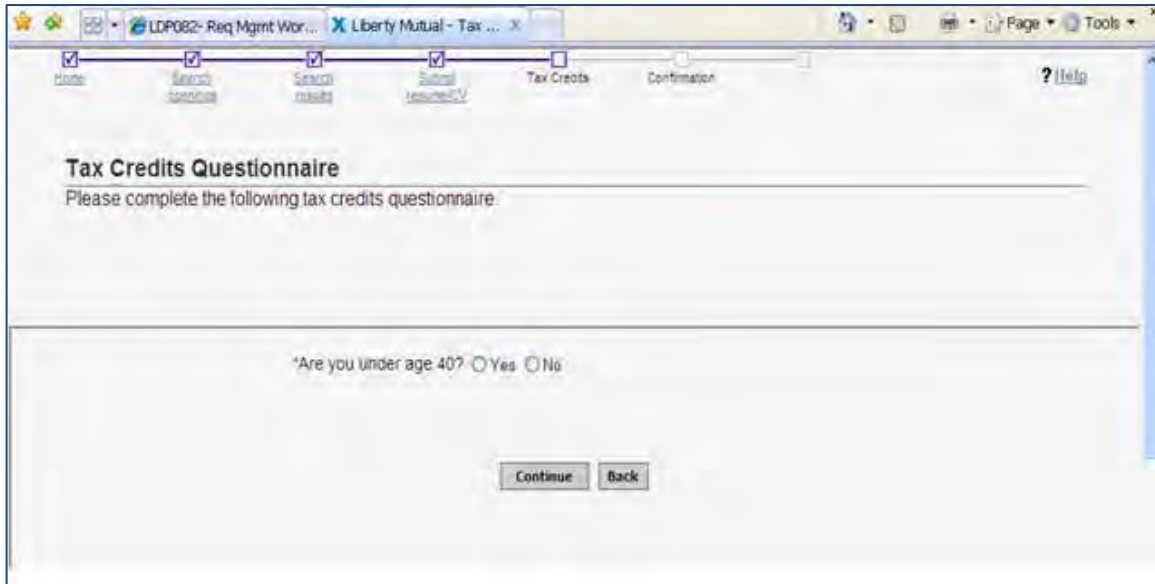 LDP082- Req Mgmt Wor... X Liberty Mutual - Tax ... X Page Tools
Home Search openings Search results Submit resume/CV Tax Credits Confirmation ? Help
Tax Credits Questionnaire
Please complete the following tax credits questionnaire.
*Are you under age 40? Yes No
Continue Back